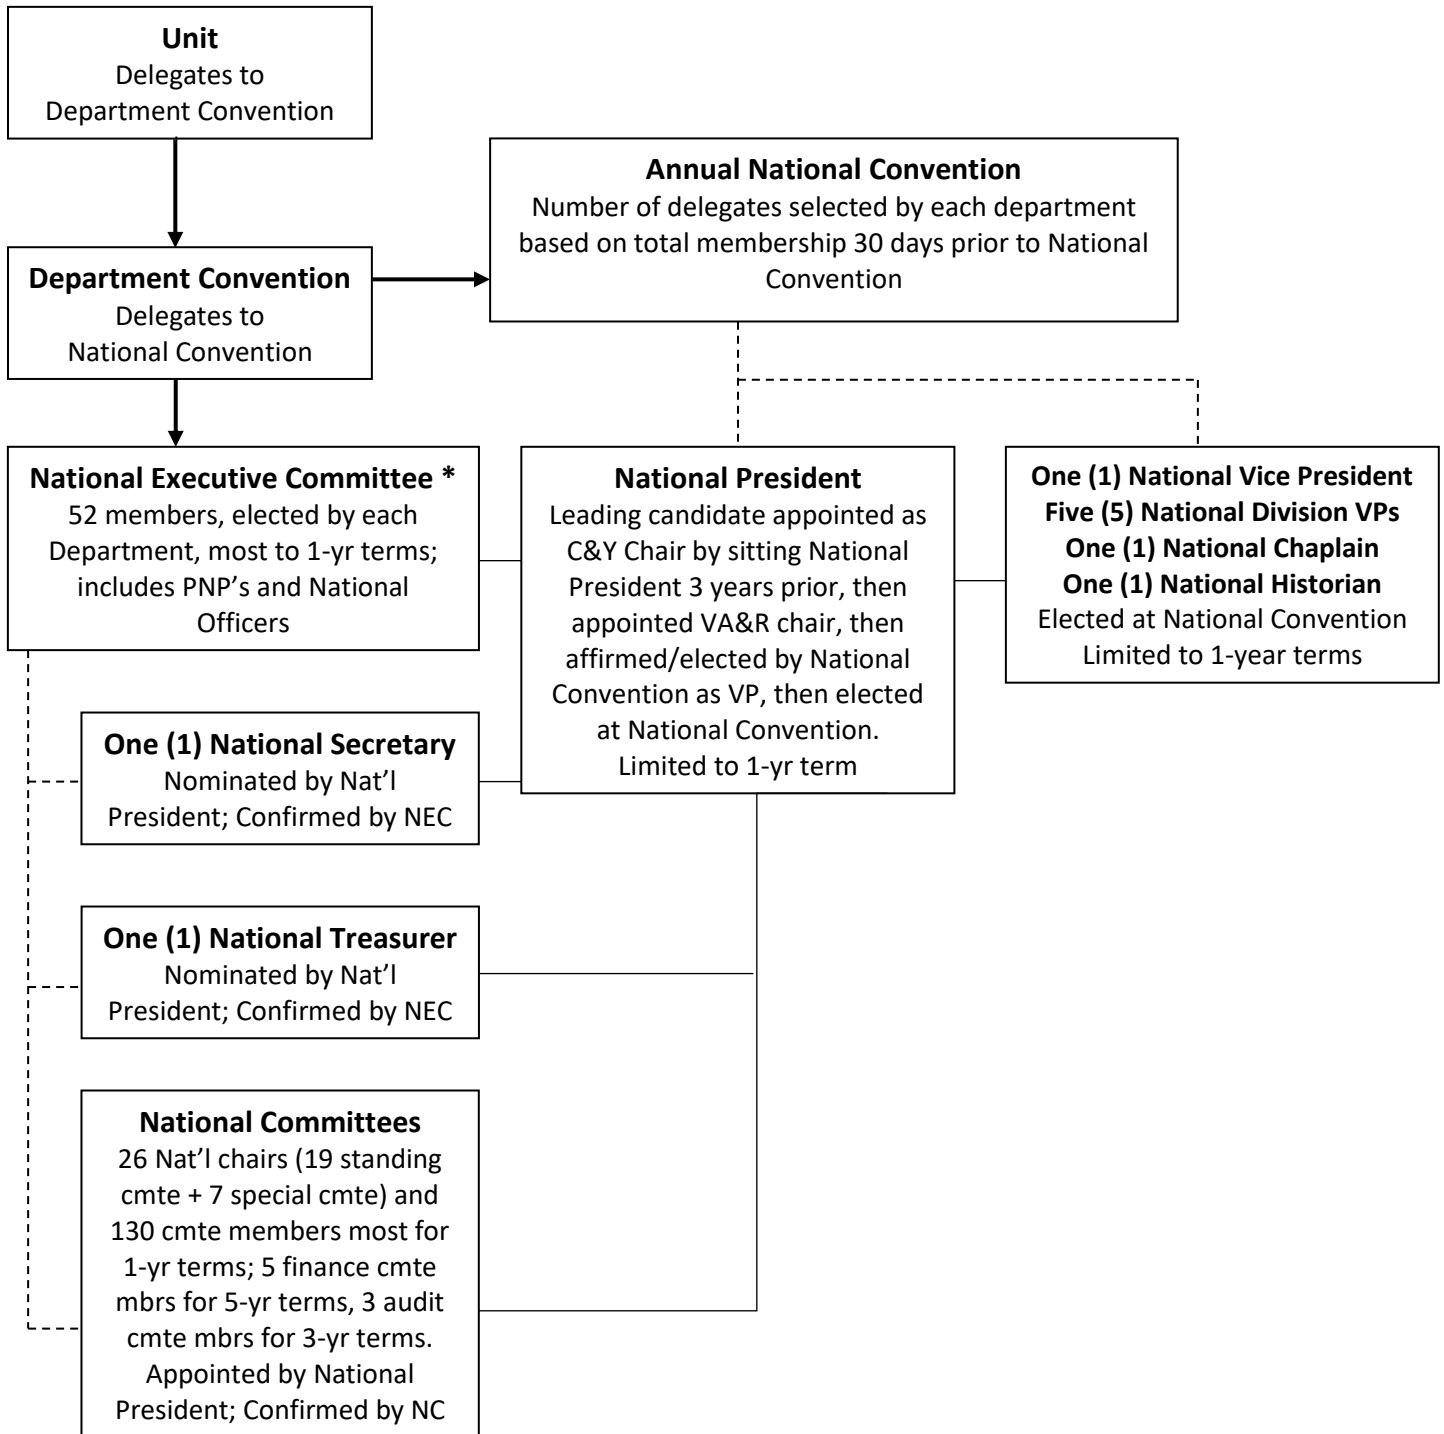 Unit
Delegates to
Department Convention
Annual National Convention
Number of delegates selected by each department
based on total membership 30 days prior to National
Convention
Department Convention
Delegates to
National Convention
National Executive Committee *
52 members, elected by each
Department, most to 1-yr terms;
includes PNP’s and National
Officers
National President
Leading candidate appointed as
C&Y Chair by sitting National
President 3 years prior, then
appointed VA&R chair, then
affirmed/elected by National
Convention as VP, then elected
at National Convention.
Limited to 1-yr term
One (1) National Vice President
Five (5) National Division VPs
One (1) National Chaplain
One (1) National Historian
Elected at National Convention
Limited to 1-year terms
One (1) National Secretary
Nominated by Nat’l
President; Confirmed by NEC
One (1) National Treasurer
Nominated by Nat’l
President; Confirmed by NEC
National Committees
26 Nat’l chairs (19 standing
cmte + 7 special cmte) and
130 cmte members most for
1-yr terms; 5 finance cmte
mbrs for 5-yr terms, 3 audit
cmte mbrs for 3-yr terms.
Appointed by National
President; Confirmed by NC